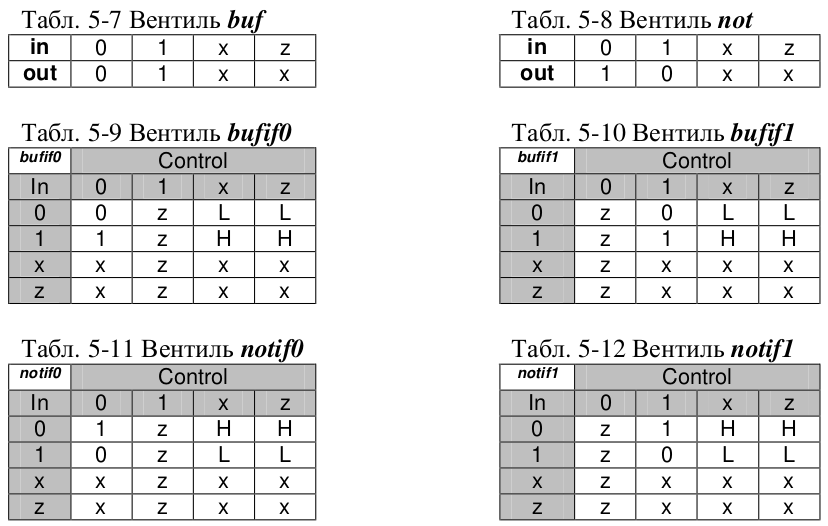 Табл. 5-7 Вентиль buf
in 0 1 x z
out 0 1 x x
Табл. 5-8 Вентиль not
in 0 1 x z
out 1 0 x x
Табл. 5-9 Вентиль bufif0
bufif0 Control
In 0 1 x z
0 0 z L L
1 1 z H H
x x z x x
z x z x x
Табл. 5-10 Вентиль bufif1
bufif1 Control
In 0 1 x z
0 z 0 L L
1 z 1 H H
x z x x x
z z x x x
Табл. 5-11 Вентиль notif0
notif0 Control
In 0 1 x z
0 1 z H H
1 0 z L L
x x z x x
z x z x x
Табл. 5-12 Вентиль notif1
notif1 Control
In 0 1 x z
0 z 1 H H
1 z 0 L L
x z x x x
z z x x x